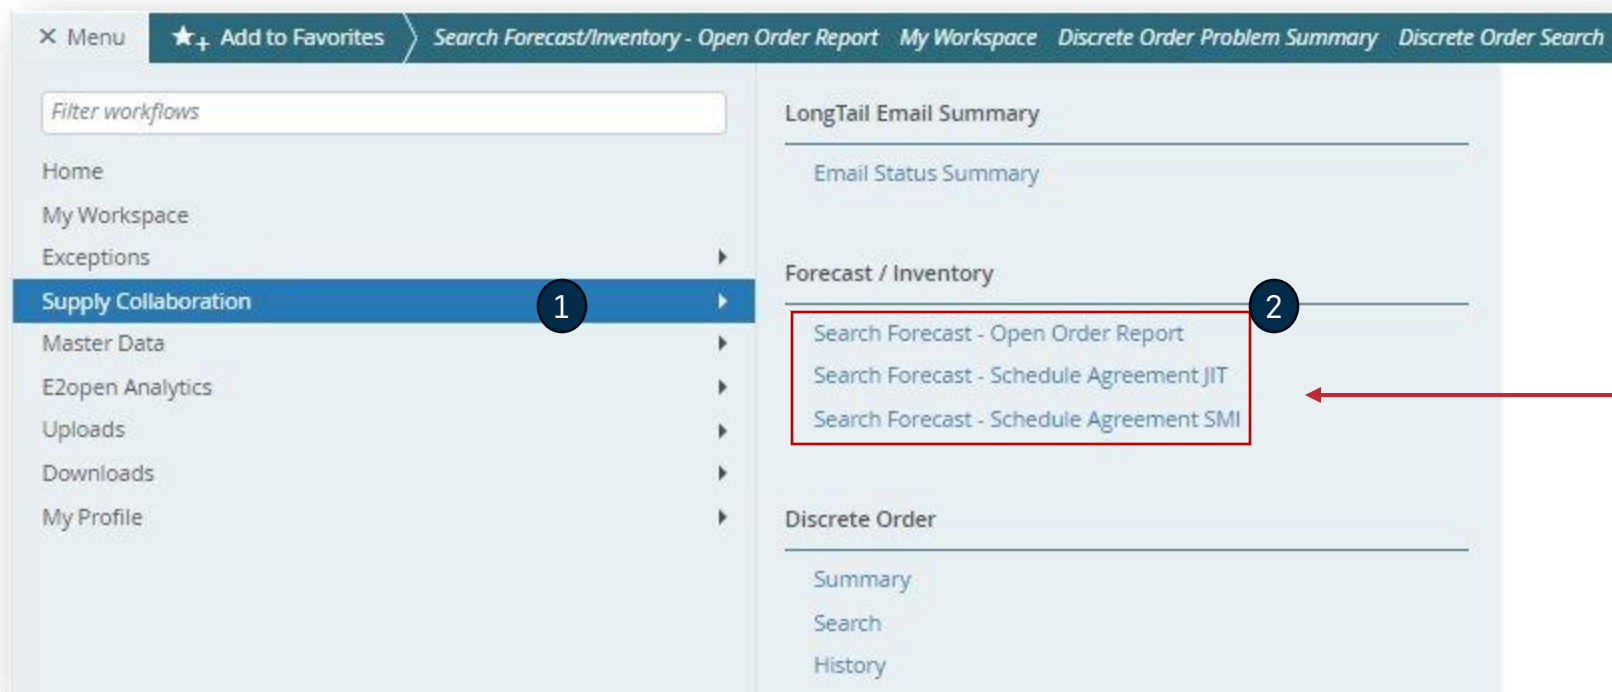 × Menu ★+ Add to Favorites Search Forecast/Inventory - Open Order Report My Workspace Discrete Order Problem Summary Discrete Order Search
Filter workflows
Home
My Workspace
Exceptions
Supply Collaboration 1
Master Data
E2open Analytics
Uploads
Downloads
My Profile
LongTail Email Summary
Email Status Summary
Forecast / Inventory
2
Search Forecast - Open Order Report
Search Forecast - Schedule Agreement JIT
Search Forecast - Schedule Agreement SMI
Discrete Order
Summary
Search
History